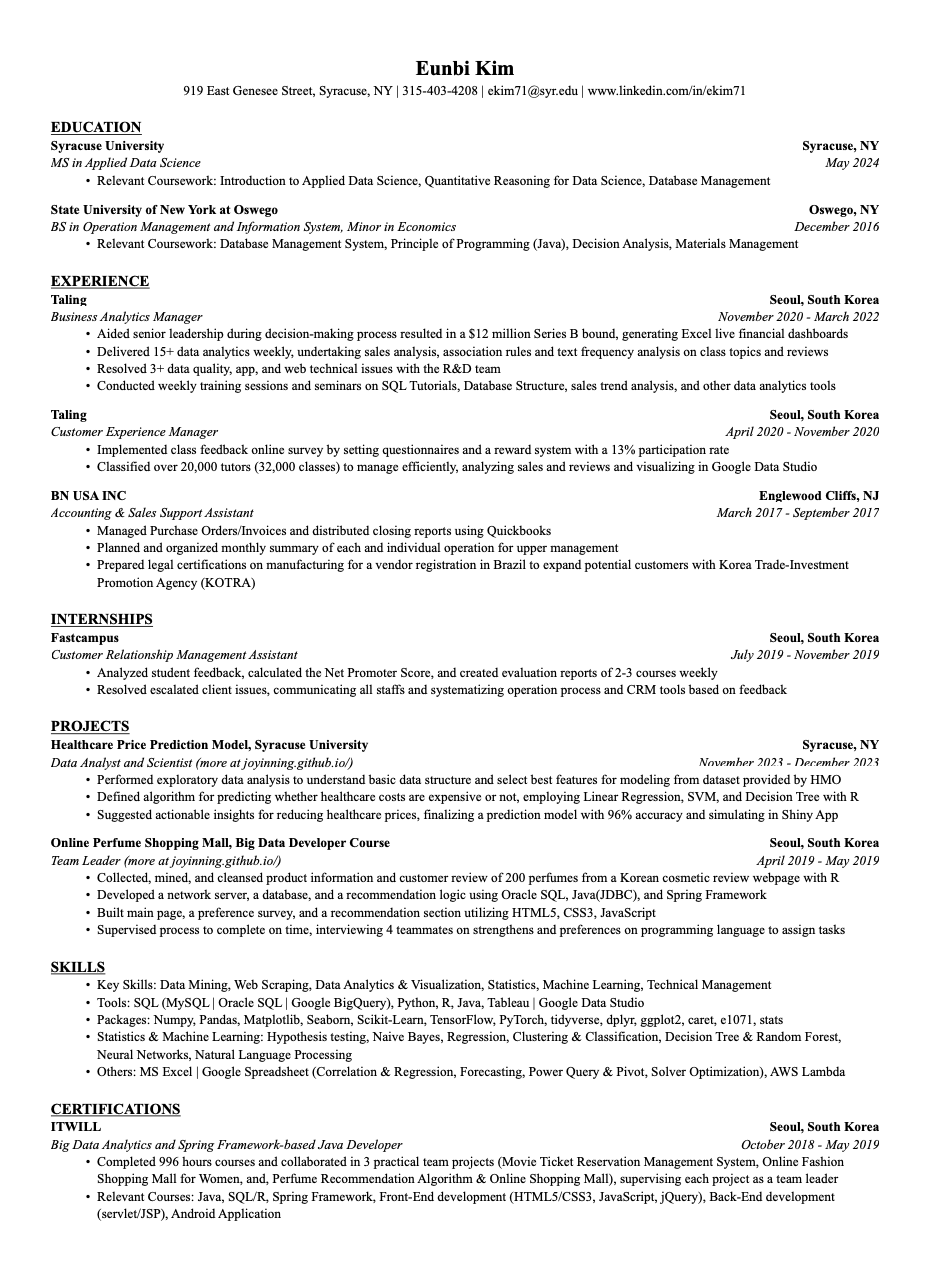 Eunbi Kim
919 East Genesee Street, Syracuse, NY | 315-403-4208 | ekim71@syr.edu | www.linkedin.com/in/ekim71
EDUCATION
Syracuse University Syracuse, NY
MS in Applied Data Science May 2024
• Relevant Coursework: Introduction to Applied Data Science, Quantitative Reasoning for Data Science, Database Management
State University of New York at Oswego Oswego, NY
BS in Operation Management and Information System, Minor in Economics December 2016
• Relevant Coursework: Database Management System, Principle of Programming (Java), Decision Analysis, Materials Management
EXPERIENCE
Taling Seoul, South Korea
Business Analytics Manager November 2020 - March 2022
• Aided senior leadership during decision-making process resulted in a $12 million Series B bound, generating Excel live financial dashboards
• Delivered 15+ data analytics weekly, undertaking sales analysis, association rules and text frequency analysis on class topics and reviews
• Resolved 3+ data quality, app, and web technical issues with the R&D team
• Conducted weekly training sessions and seminars on SQL Tutorials, Database Structure, sales trend analysis, and other data analytics tools
Taling Seoul, South Korea
Customer Experience Manager April 2020 - November 2020
• Implemented class feedback online survey by setting questionnaires and a reward system with a 13% participation rate
• Classified over 20,000 tutors (32,000 classes) to manage efficiently, analyzing sales and reviews and visualizing in Google Data Studio
BN USA INC Englewood Cliffs, NJ
Accounting & Sales Support Assistant March 2017 - September 2017
• Managed Purchase Orders/Invoices and distributed closing reports using Quickbooks
• Planned and organized monthly summary of each and individual operation for upper management
• Prepared legal certifications on manufacturing for a vendor registration in Brazil to expand potential customers with Korea Trade-Investment
Promotion Agency (KOTRA)
INTERNSHIPS
Fastcampus Seoul, South Korea
Customer Relationship Management Assistant July 2019 - November 2019
• Analyzed student feedback, calculated the Net Promoter Score, and created evaluation reports of 2-3 courses weekly
• Resolved escalated client issues, communicating all staffs and systematizing operation process and CRM tools based on feedback
PROJECTS
Healthcare Price Prediction Model, Syracuse University Syracuse, NY
Data Analyst and Scientist (more at joyinning.github.io/) November 2023 - December 2023
• Performed exploratory data analysis to understand basic data structure and select best features for modeling from dataset provided by HMO
• Defined algorithm for predicting whether healthcare costs are expensive or not, employing Linear Regression, SVM, and Decision Tree with R
• Suggested actionable insights for reducing healthcare prices, finalizing a prediction model with 96% accuracy and simulating in Shiny App
Online Perfume Shopping Mall, Big Data Developer Course Seoul, South Korea
Team Leader (more at joyinning.github.io/) April 2019 - May 2019
• Collected, mined, and cleansed product information and customer review of 200 perfumes from a Korean cosmetic review webpage with R
• Developed a network server, a database, and a recommendation logic using Oracle SQL, Java(JDBC), and Spring Framework
• Built main page, a preference survey, and a recommendation section utilizing HTML5, CSS3, JavaScript
• Supervised process to complete on time, interviewing 4 teammates on strengthens and preferences on programming language to assign tasks
SKILLS
• Key Skills: Data Mining, Web Scraping, Data Analytics & Visualization, Statistics, Machine Learning, Technical Management
• Tools: SQL (MySQL | Oracle SQL | Google BigQuery), Python, R, Java, Tableau | Google Data Studio
• Packages: Numpy, Pandas, Matplotlib, Seaborn, Scikit-Learn, TensorFlow, PyTorch, tidyverse, dplyr, ggplot2, caret, e1071, stats
• Statistics & Machine Learning: Hypothesis testing, Naive Bayes, Regression, Clustering & Classification, Decision Tree & Random Forest,
Neural Networks, Natural Language Processing
• Others: MS Excel | Google Spreadsheet (Correlation & Regression, Forecasting, Power Query & Pivot, Solver Optimization), AWS Lambda
CERTIFICATIONS
ITWILL Seoul, South Korea
Big Data Analytics and Spring Framework-based Java Developer October 2018 - May 2019
• Completed 996 hours courses and collaborated in 3 practical team projects (Movie Ticket Reservation Management System, Online Fashion
Shopping Mall for Women, and, Perfume Recommendation Algorithm & Online Shopping Mall), supervising each project as a team leader
• Relevant Courses: Java, SQL/R, Spring Framework, Front-End development (HTML5/CSS3, JavaScript, jQuery), Back-End development
(servlet/JSP), Android Application